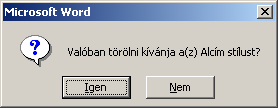 Microsoft Word
Valóban törölni kívánja a(z) Alcím stílust?
Igen
Nem